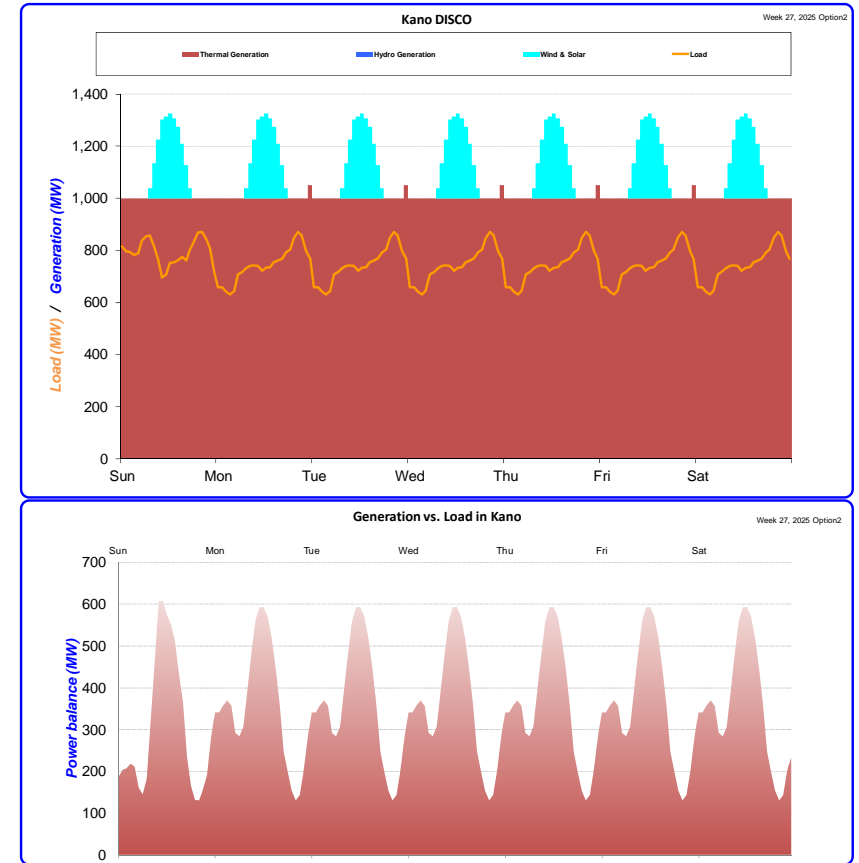 Kano DISCO
Week 27, 2025 Option2
Thermal Generation Hydro Generation Wind & Solar Load
Load (MW) / Generation (MW)
1,400
1,200
1,000
800
600
400
200
0
Sun Mon Tue Wed Thu Fri Sat
Generation vs. Load in Kano
Week 27, 2025 Option2
Sun Mon Tue Wed Thu Fri Sat
Power balance (MW)
700
600
500
400
300
200
100
0